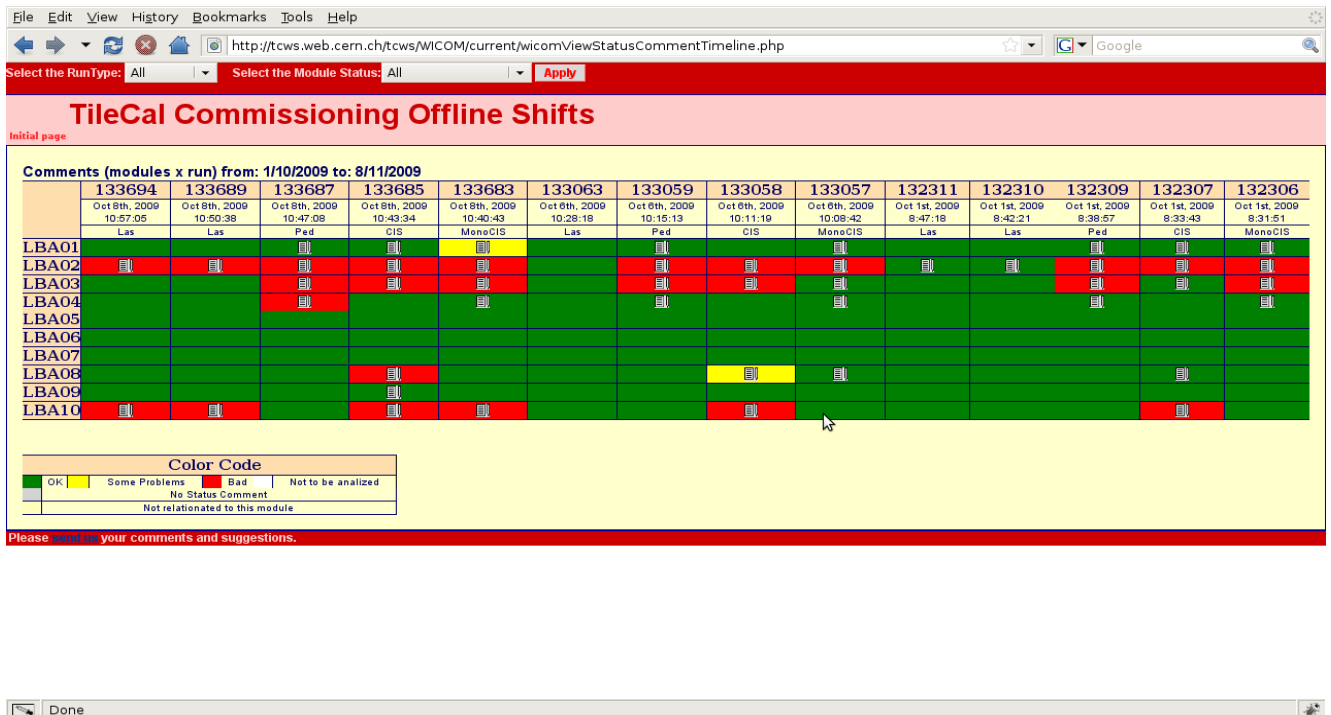 File Edit View History Bookmarks Tools Help
http://tcws.web.cern.ch/tcws/WICOM/current/wicomViewStatusCommentTimeline.php G Google
Select the RunType: All Select the Module Status: All Apply
TileCal Commissioning Offline Shifts
Initial page
Comments (modules x run) from: 1/10/2009 to: 8/11/2009
133694 133689 133687 133685 133683 133063 133059 133058 133057 132311 132310 132309 132307 132306
Oct 8th, 2009 Oct 8th, 2009 Oct 8th, 2009 Oct 8th, 2009 Oct 8th, 2009 Oct 6th, 2009 Oct 6th, 2009 Oct 6th, 2009 Oct 6th, 2009 Oct 1st, 2009 Oct 1st, 2009 Oct 1st, 2009 Oct 1st, 2009 Oct 1st, 2009
10:57:05 10:50:38 10:47:08 10:43:34 10:40:43 10:28:18 10:15:13 10:11:19 10:08:42 8:47:18 8:42:21 8:38:57 8:33:43 8:31:51
Las Las Ped CIS MonoCIS Las Ped CIS MonoCIS Las Las Ped CIS MonoCIS
LBA01
LBA02
LBA03
LBA04
LBA05
LBA06
LBA07
LBA08
LBA09
LBA10
Color Code
OK Some Problems Bad Not to be analized
No Status Comment
Not relationated to this module
Please send us your comments and suggestions.
Done